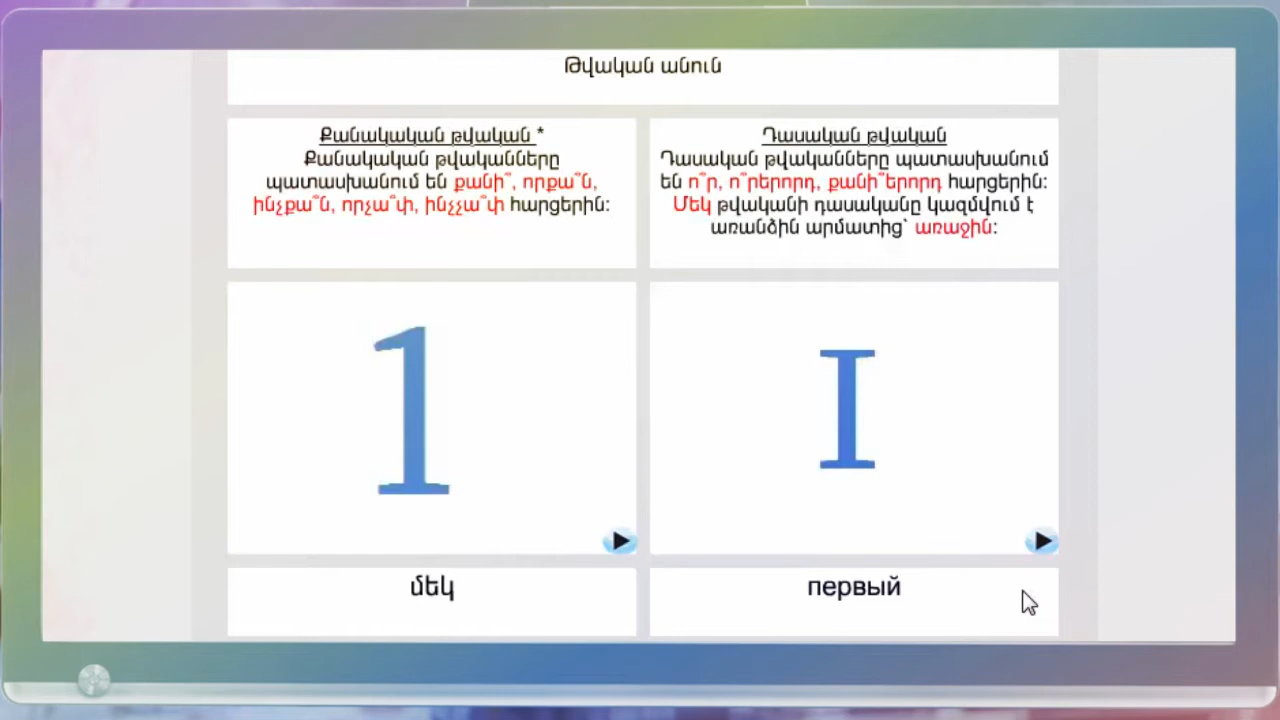 Թվական անուն
Քանակական թվական *
Քանակական թվականները
պատասխանում են քանի՞, որքա՞ն,
ինչքա՞ն, որչա՞փ, ինչչա՞փ հարցերին:
Դասական թվական
Դասական թվականները պատասխանում
են ո՞ր, ո՞րերորդ, քանի՞երորդ հարցերին:
Մեկ թվականի դասականը կազմվում է
առանձին արմատից՝ առաջին:
1
I
մեկ
первый